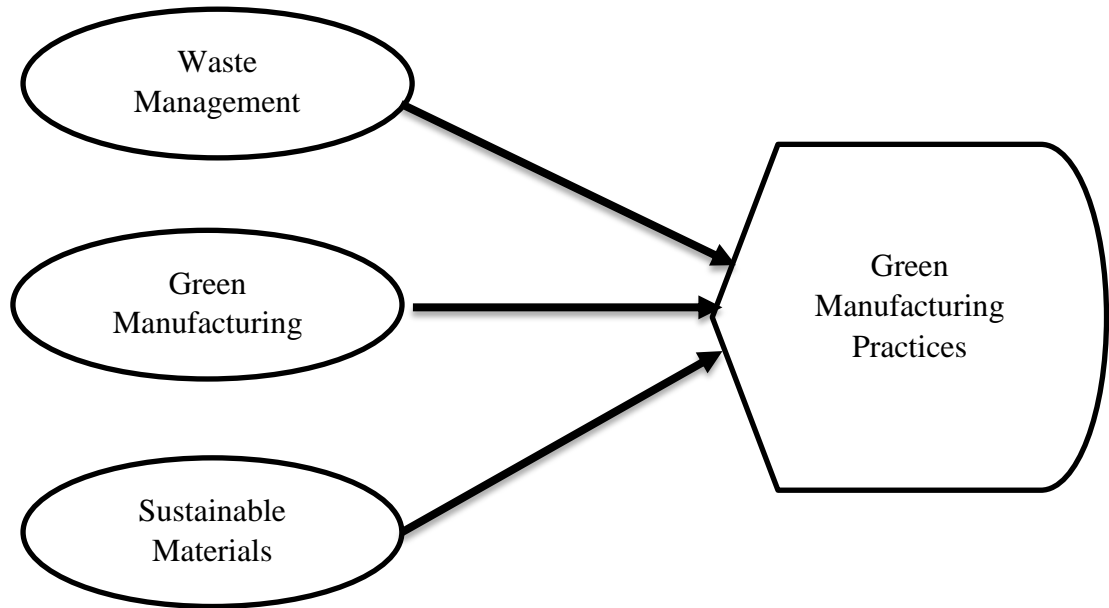 Waste
Management
Green
Manufacturing
Sustainable
Materials
Green
Manufacturing
Practices